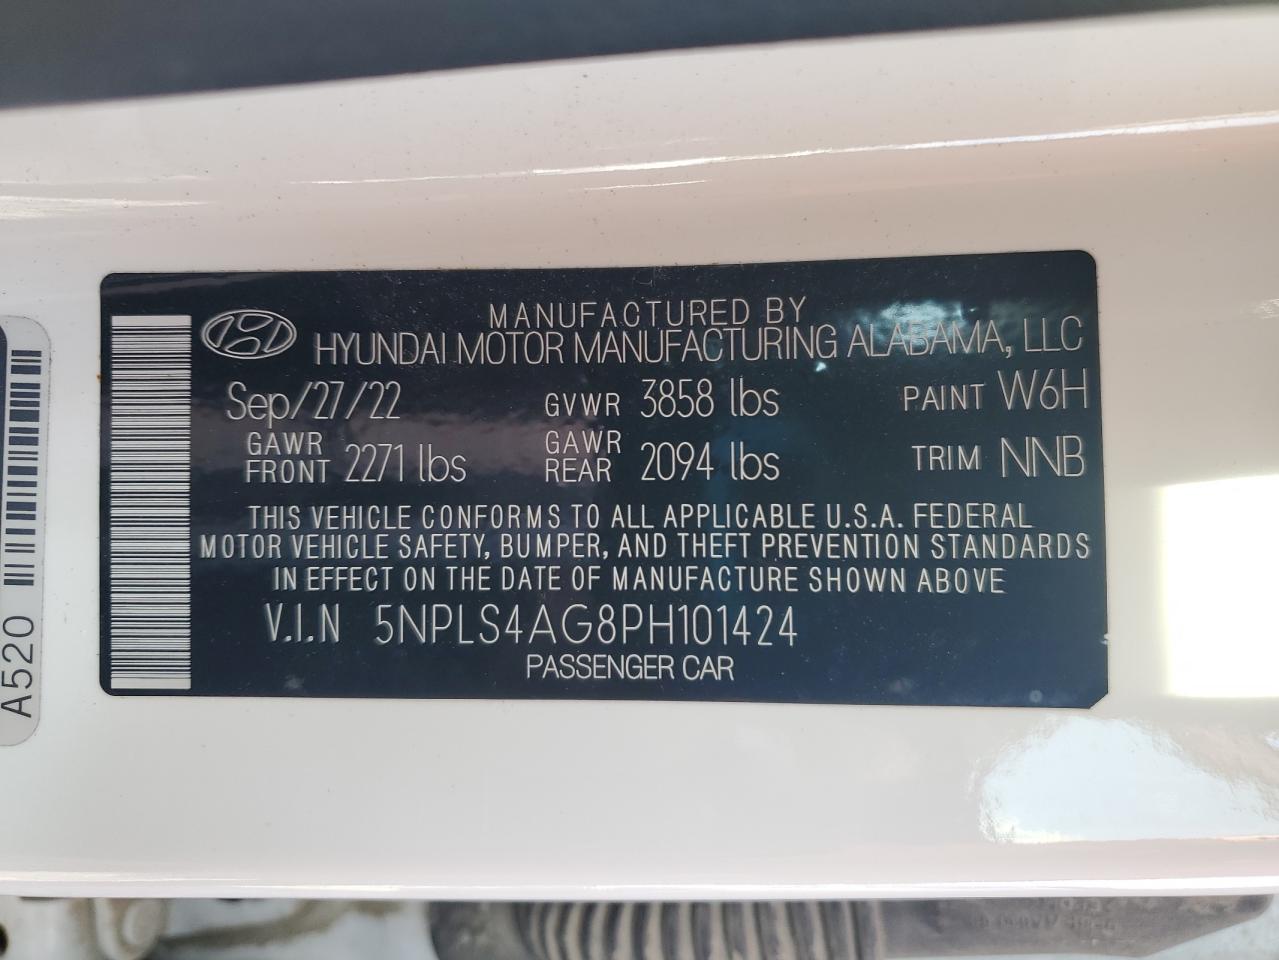 MANUFACTURED BY
HYUNDAI MOTOR MANUFACTURING ALABAMA, LLC
Sep/27/22 GVWR 3858 lbs PAINT W6H
GAWR FRONT 2271 lbs GAWR REAR 2094 lbs TRIM NNB
THIS VEHICLE CONFORMS TO ALL APPLICABLE U.S.A. FEDERAL
MOTOR VEHICLE SAFETY, BUMPER, AND THEFT PREVENTION STANDARDS
IN EFFECT ON THE DATE OF MANUFACTURE SHOWN ABOVE
V.I.N 5NPLS4AG8PH101424
PASSENGER CAR
A520